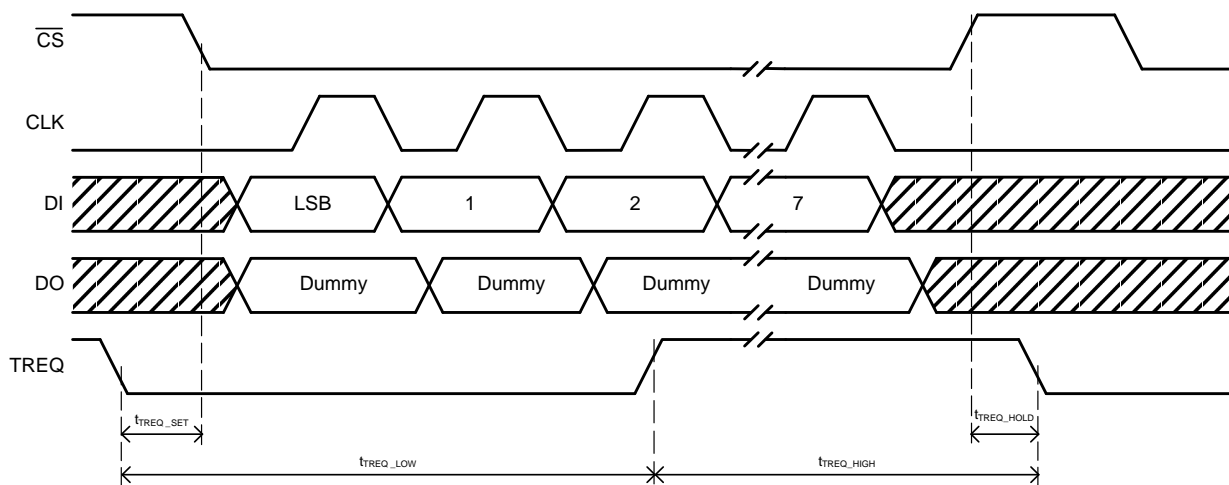 CS
CLK
DI LSB 1 2 7
DO Dummy Dummy Dummy Dummy
TREQ
tTREQ_SET tTREQ_HOLD
tTREQ_LOW tTREQ_HIGH